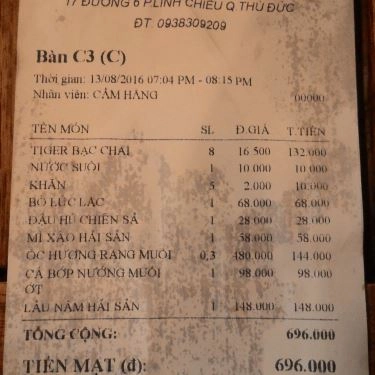 17 ĐƯỜNG 6 P.LINH CHIỂU Q.THỦ ĐỨC
ĐT. 0938309209
Bàn C3 (C)
Thời gian: 13/08/2016 07:04 PM - 08:15 PM
Nhân viên: CẨM HẰNG 00000
TÊN MÓN SL Đ.GIÁ T.TIỀN
TIGER BẠC CHAI 8 16.500 132.000
NƯỚC SUỐI 1 10.000 10.000
KHĂN 5 2.000 10.000
BÒ LÚC LẮC 1 68.000 68.000
ĐẬU HỦ CHIÊN SẢ 1 28.000 28.000
MÌ XÀO HẢI SẢN 1 58.000 58.000
ỐC HƯƠNG RANG MUỐI 0,3 480.000 144.000
CÁ BỚP NƯỚNG MUỐI 1 98.000 98.000
ỚT
LẨU NẤM HẢI SẢN 1 148.000 148.000
TỔNG CỘNG: 696.000
TIỀN MẶT (đ): 696.000